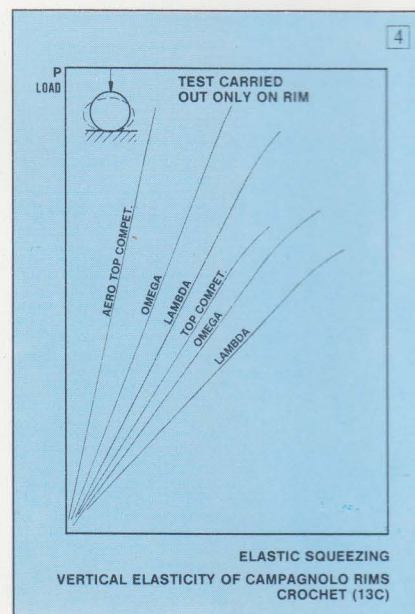 4
P
LOAD
TEST CARRIED
OUT ONLY ON RIM
AERO TOP COMPET.
OMEGA
LAMBDA
TOP COMPET.
OMEGA
LAMBDA
ELASTIC SQUEEZING
VERTICAL ELASTICITY OF CAMPAGNOLO RIMS
CROCHET (13C)